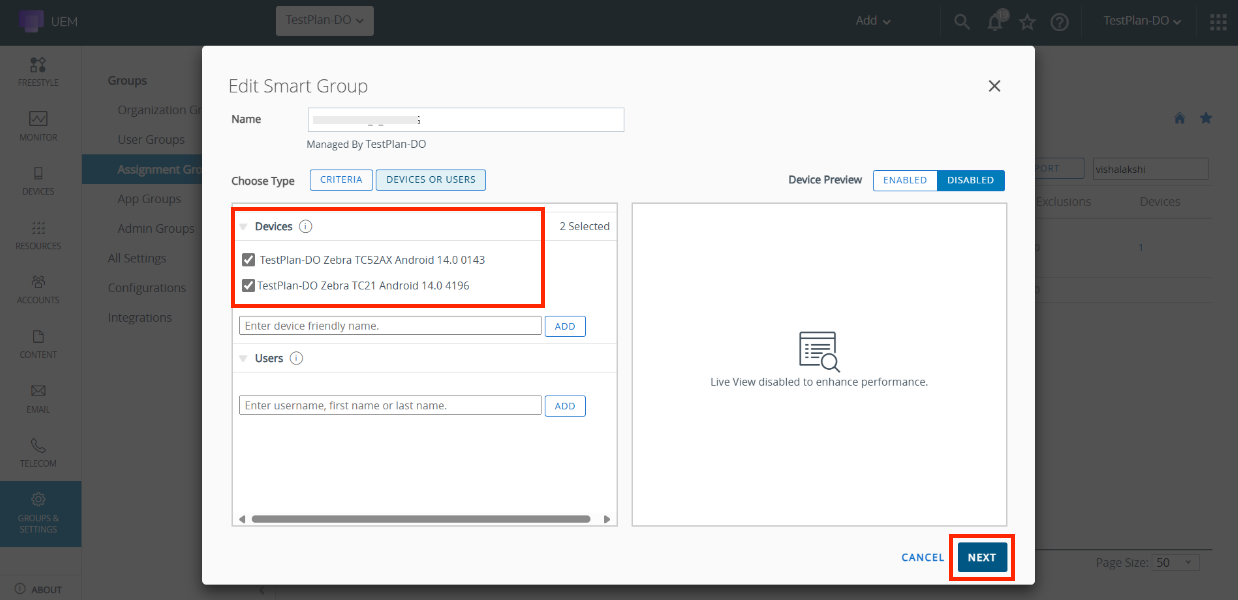 UEM
TestPlan-DO
Add
11
TestPlan-DO
FREESTYLE
MONITOR
DEVICES
RESOURCES
ACCOUNTS
CONTENT
EMAIL
TELECOM
GROUPS &
SETTINGS
ABOUT
Groups
Organization Gr
User Groups
Assignment Gro
App Groups
Admin Groups
All Settings
Configurations
Integrations
Edit Smart Group
Name
Managed By TestPlan-DO
Choose Type
CRITERIA
DEVICES OR USERS
Device Preview
ENABLED
DISABLED
Devices
2 Selected
TestPlan-DO Zebra TC52AX Android 14.0 0143
TestPlan-DO Zebra TC21 Android 14.0 4196
Enter device friendly name.
ADD
Users
Enter username, first name or last name.
ADD
Live View disabled to enhance performance.
CANCEL
NEXT
PORT
vishalakshi
Exclusions
Devices
0
1
0
Page Size:
50